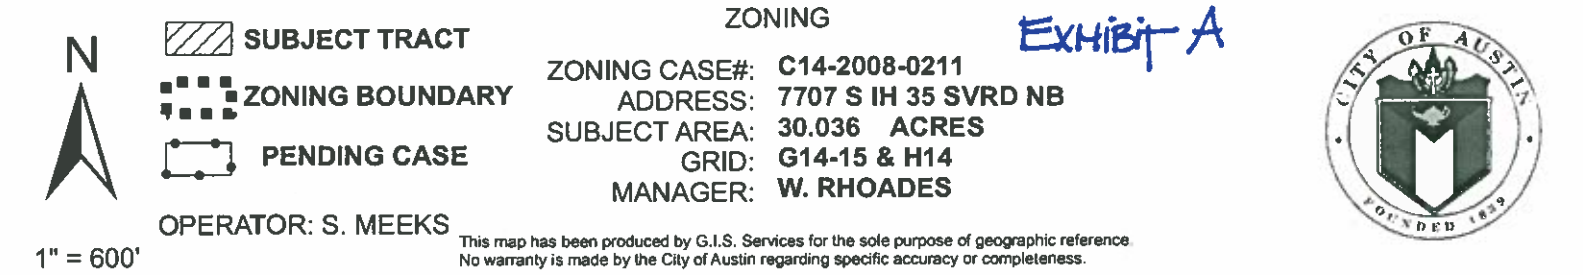 N
1" = 600'
SUBJECT TRACT
ZONING BOUNDARY
PENDING CASE
OPERATOR: S. MEEKS
ZONING
EXHIBIT A
ZONING CASE#: C14-2008-0211
ADDRESS: 7707 S IH 35 SVRD NB
SUBJECT AREA: 30.036 ACRES
GRID: G14-15 & H14
MANAGER: W. RHOADES
This map has been produced by G.I.S. Services for the sole purpose of geographic reference.
No warranty is made by the City of Austin regarding specific accuracy or completeness.
CITY OF AUSTIN
FOUNDED 1839